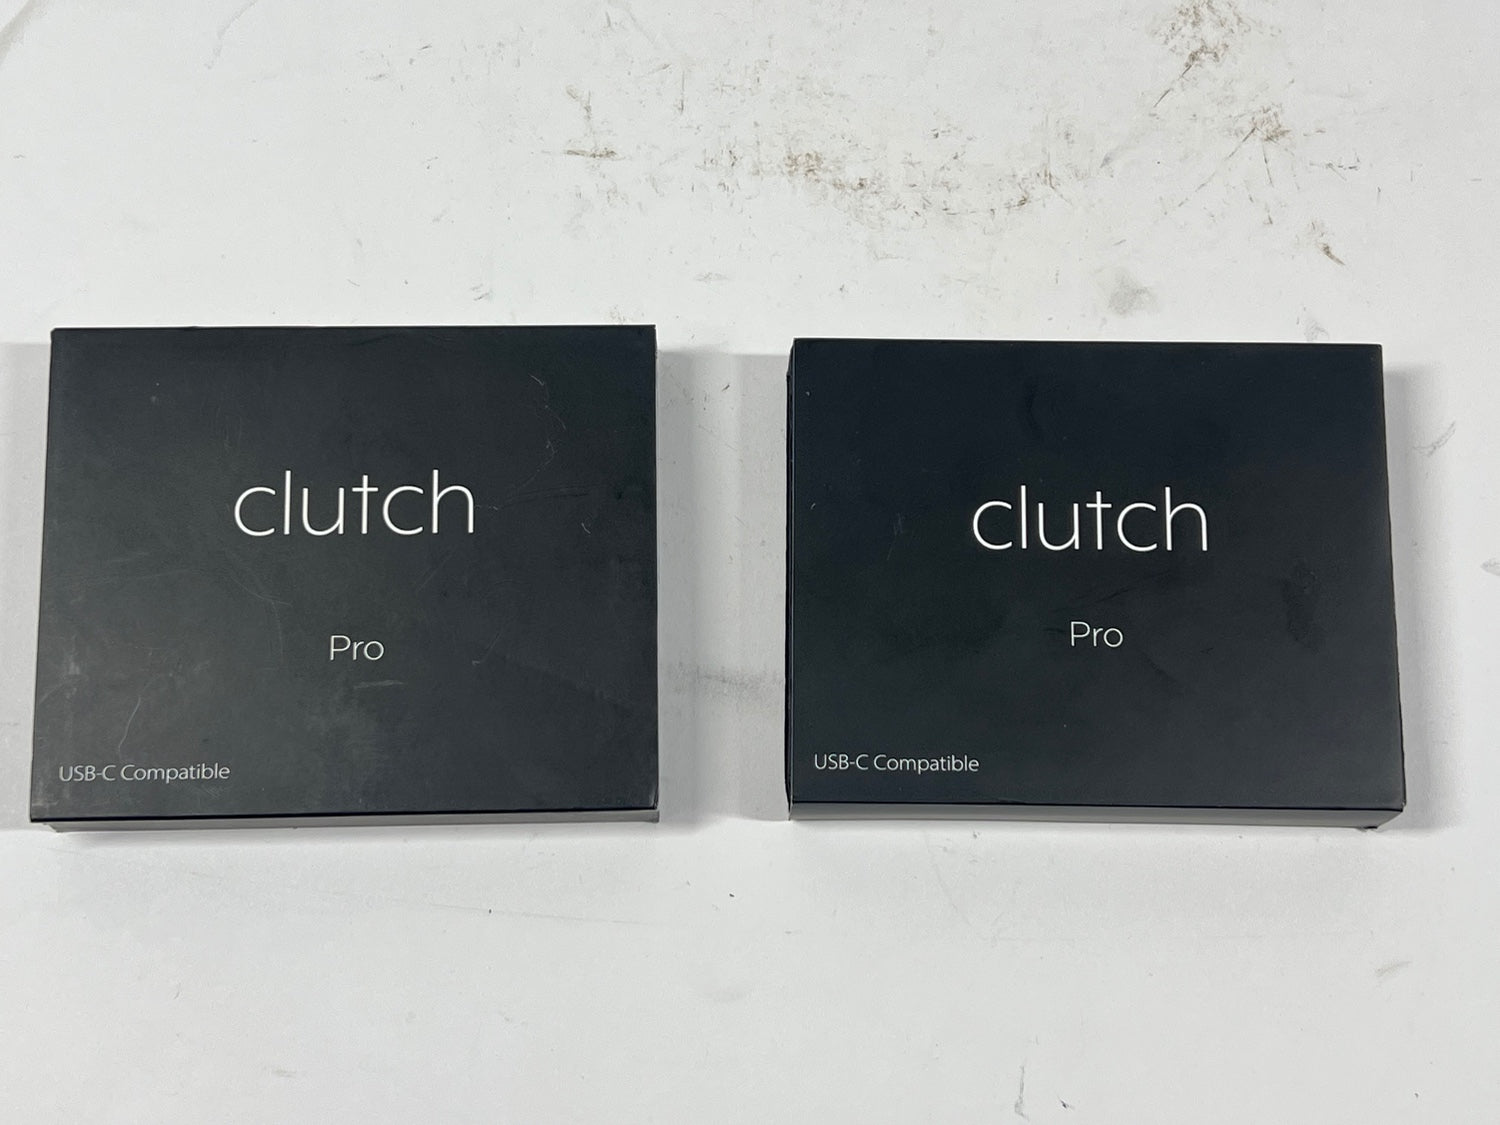 clutch
Pro
USB-C Compatible
clutch
Pro
USB-C Compatible